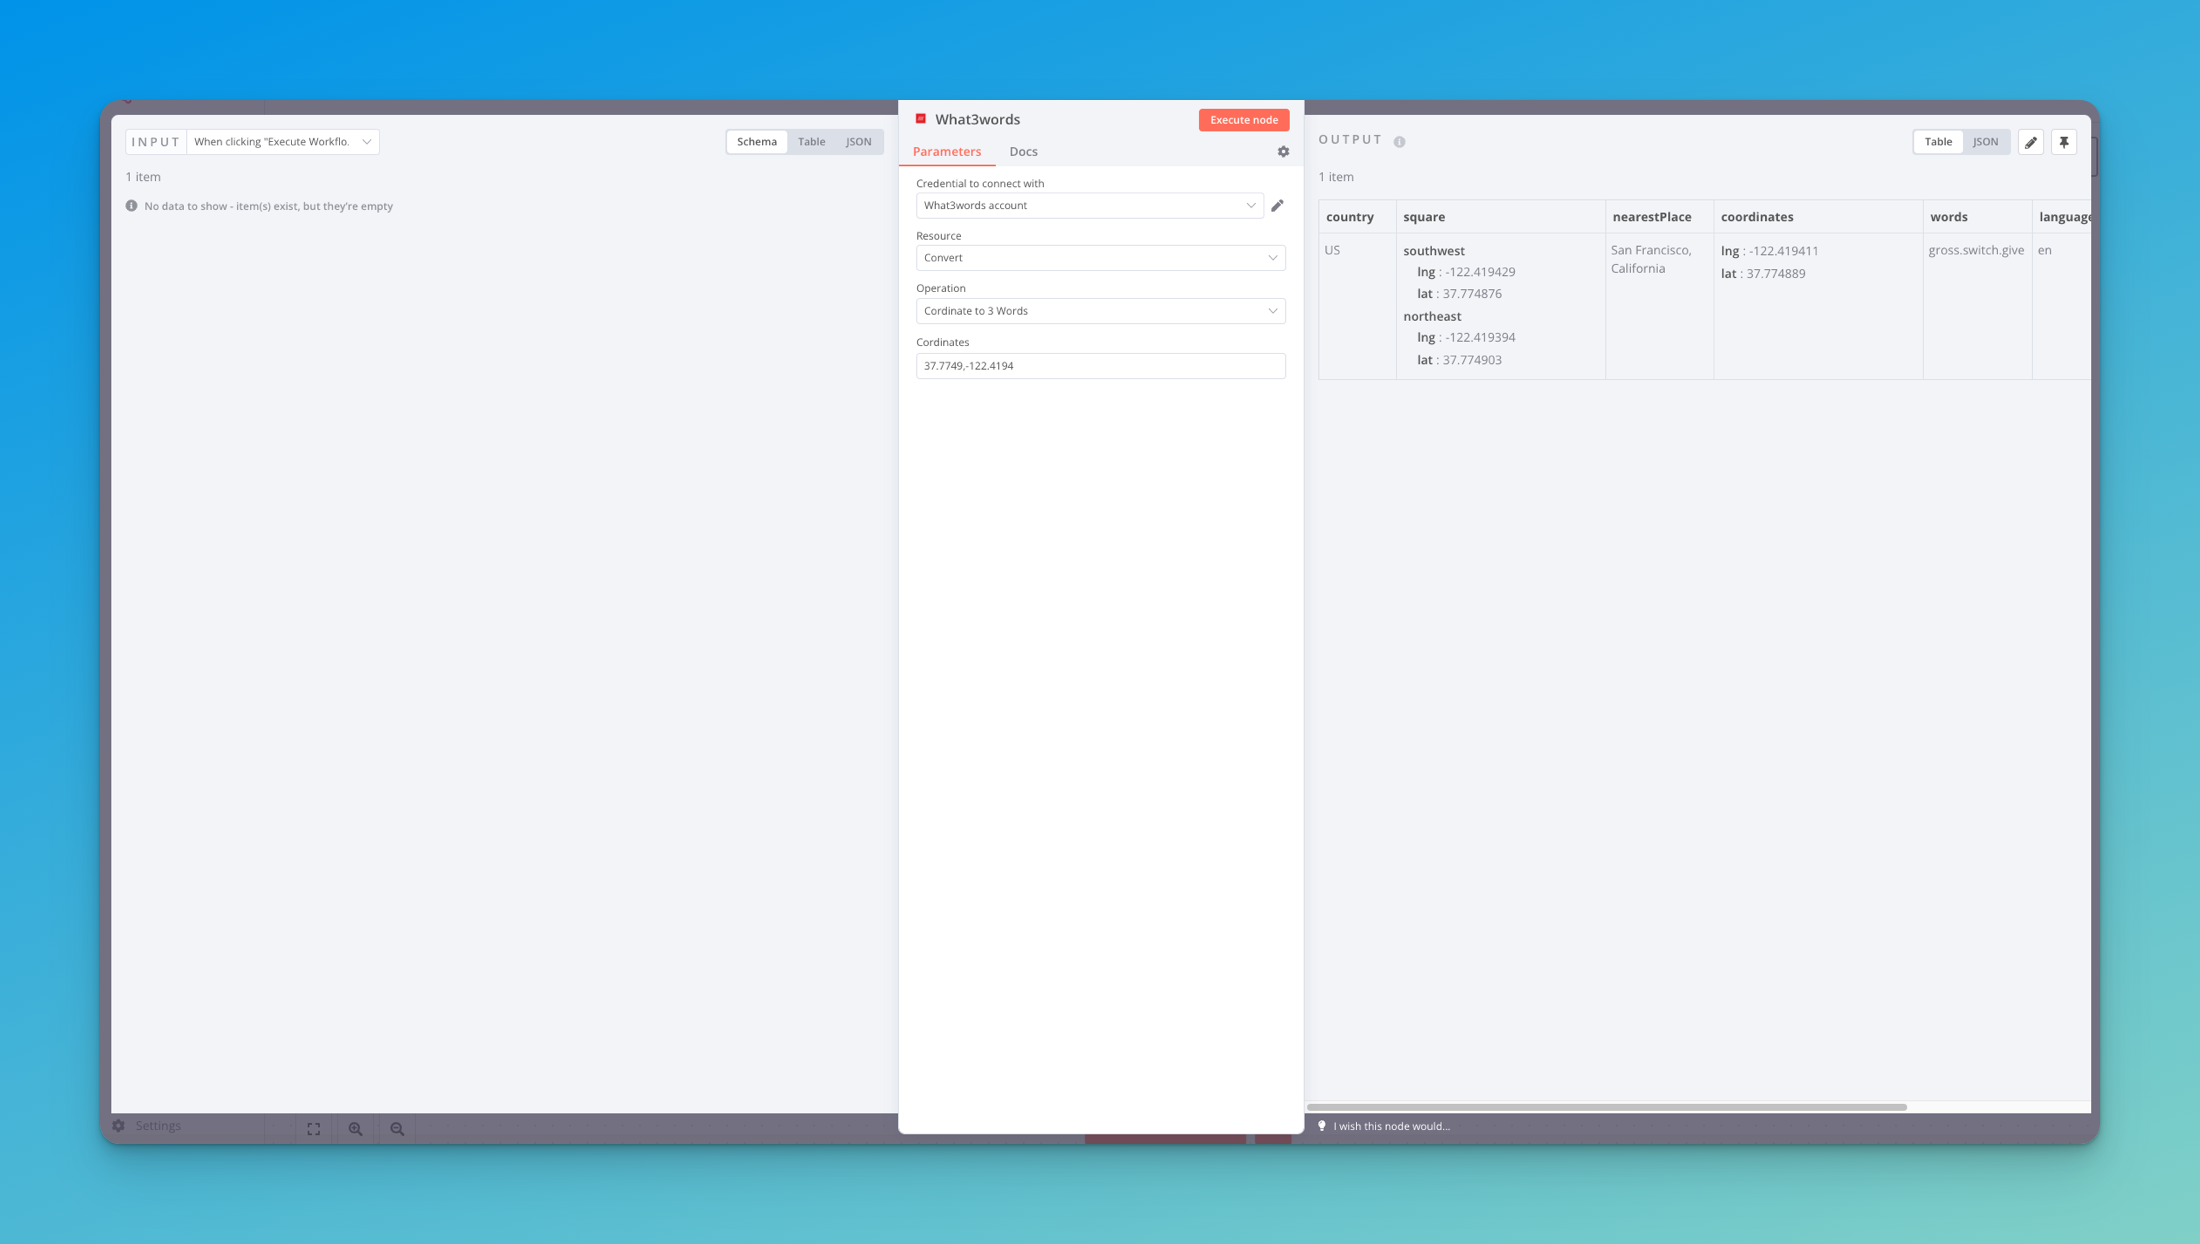 INPUT
When clicking "Execute Workflo.
Schema
Table
JSON
1 item
No data to show - item(s) exist, but they're empty
What3words
Execute node
Parameters
Docs
Credential to connect with
What3words account
Resource
Convert
Operation
Cordinate to 3 Words
Cordinates
37.7749,-122.4194
OUTPUT
Table
JSON
1 item
country
square
nearestPlace
coordinates
words
language
US
southwest
lng : -122.419429
lat : 37.774876
northeast
lng : -122.419394
lat : 37.774903
San Francisco,
California
lng : -122.419411
lat : 37.774889
gross.switch.give
en
Settings
I wish this node would...